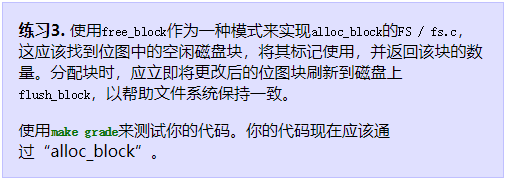 练习3. 使用free_block作为一种模式来实现alloc_block的FS / fs.c,
这应该找到位图中的空闲磁盘块，将其标记使用，并返回该块的数
量。分配块时，应立即将更改后的位图块刷新到磁盘上
flush_block，以帮助文件系统保持一致。
使用make grade来测试你的代码。你的代码现在应该通
过“alloc_block“ 。